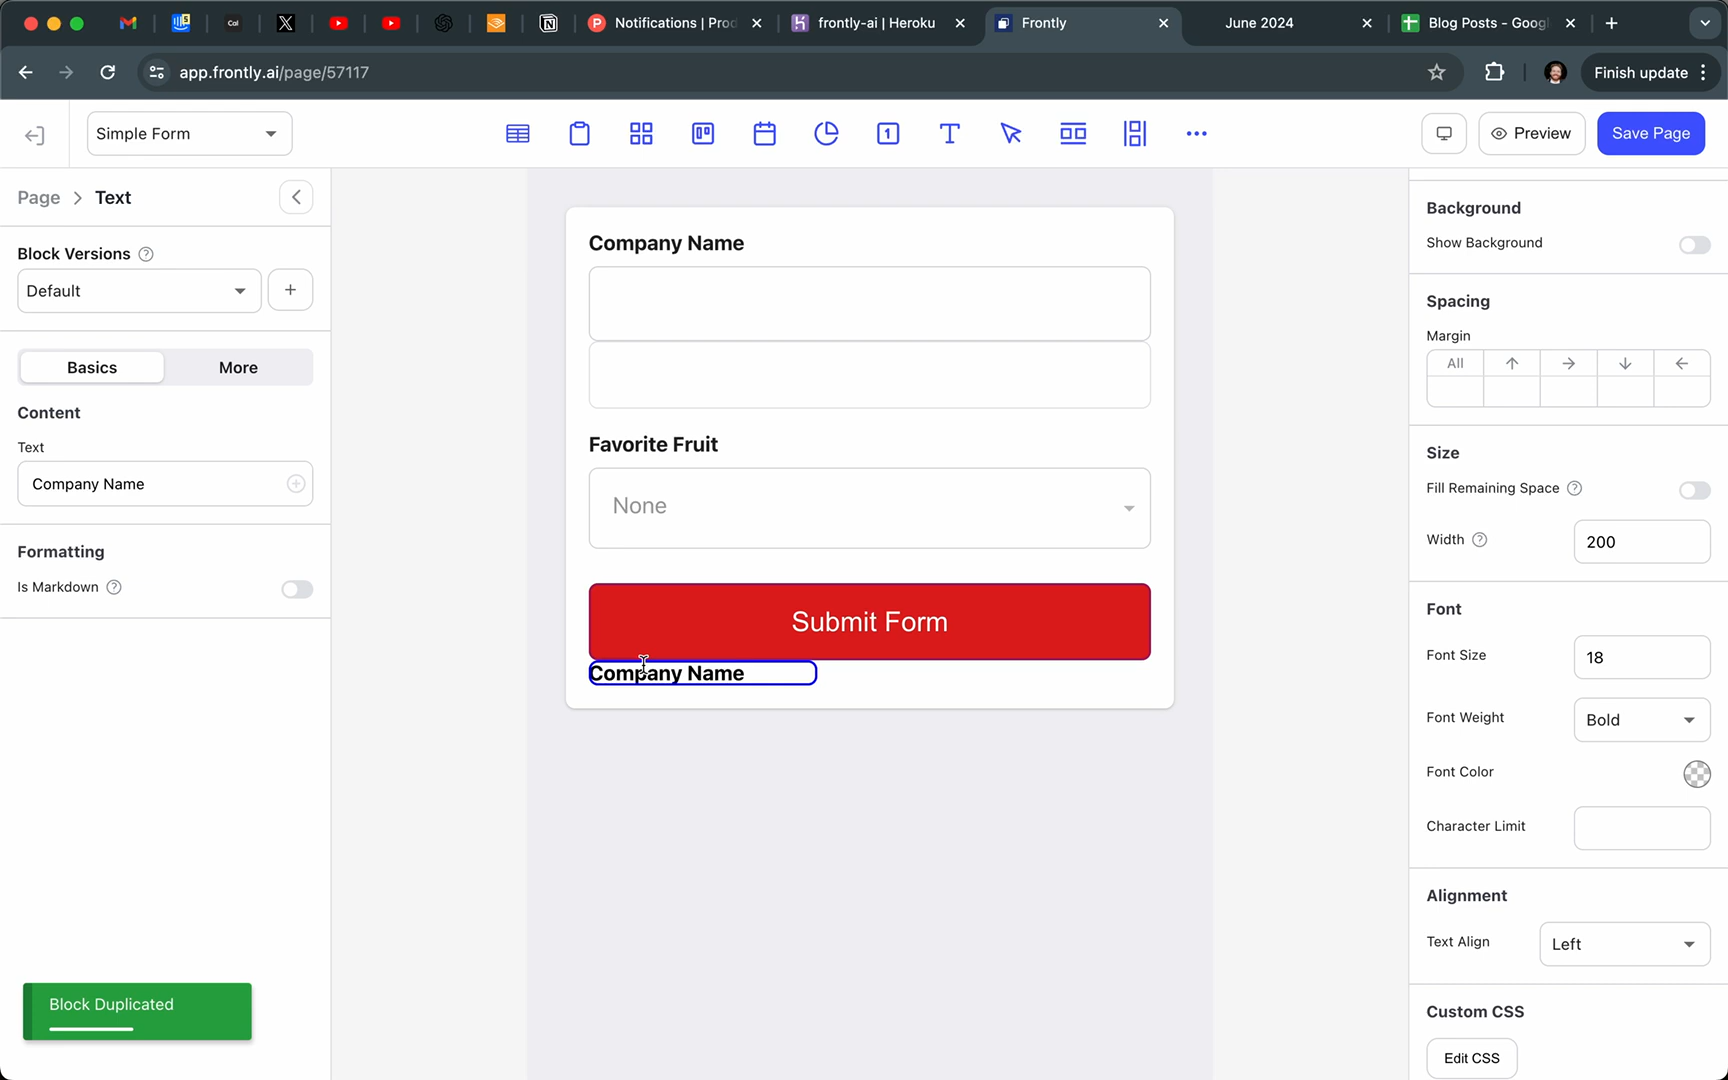 Notifications | Prod
frontly-ai | Heroku
Frontly
June 2024
Blog Posts - Googl
app.frontly.ai/page/57117
Finish update
Simple Form
Preview
Save Page
Page > Text
Block Versions
Default
Basics
More
Content
Text
Company Name
Formatting
Is Markdown
Block Duplicated
Company Name
Favorite Fruit
None
Submit Form
Company Name
Background
Show Background
Spacing
Margin
All
Size
Fill Remaining Space
Width
200
Font
Font Size
18
Font Weight
Bold
Font Color
Character Limit
Alignment
Text Align
Left
Custom CSS
Edit CSS